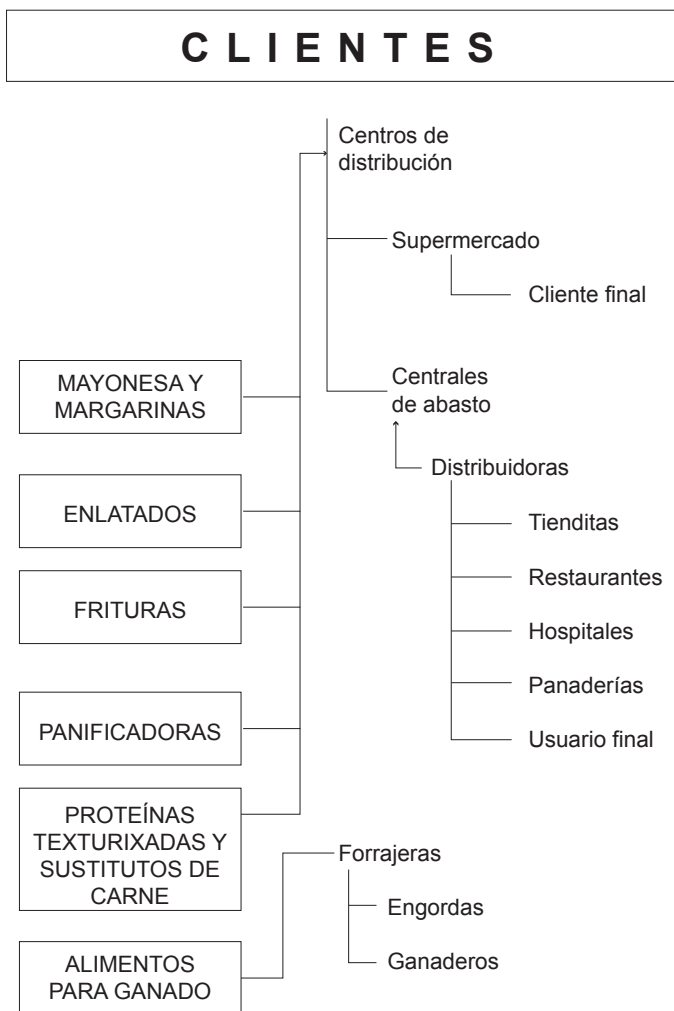 CLIENTES
Centros de
distribución
Supermercado
Cliente final
MAYONESA Y
MARGARINAS
Centrales
de abasto
Distribuidoras
ENLATADOS
Tienditas
Restaurantes
FRITURAS
Hospitales
Panaderías
PANIFICADORAS
Usuario final
PROTEÍNAS
TEXTURIXADAS Y
SUSTITUTOS DE
CARNE
Forrajeras
Engordas
Ganaderos
ALIMENTOS
PARA GANADO